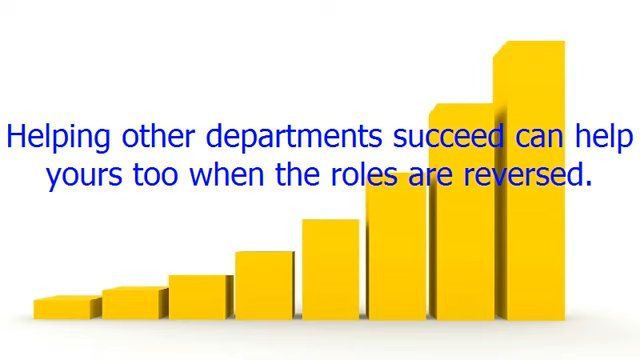 Helping other departments succeed can help
yours too when the roles are reversed.